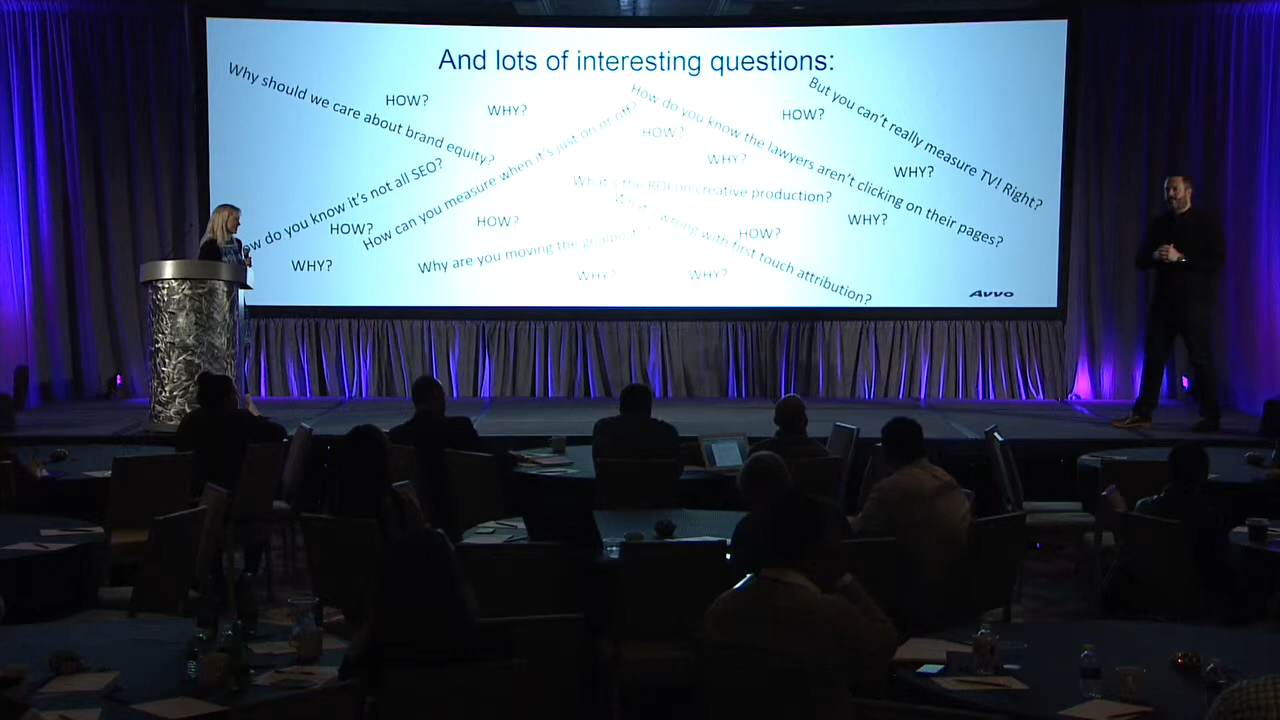 And lots of interesting questions:
Why should we care about brand equity?
HOW?
WHY?
How do you know the lawyers aren't clicking on their pages?
But you can't really measure TV! Right?
HOW?
HOW?
WHY?
WHY?
How can you measure when it's just on or off?
do you know it's not all SEO?
What's the ROI on creative production?
HOW?
HOW?
WHY?
HOW?
What's wrong with first touch attribution?
Why are you moving the goalposts?
WHY?
WHY?
WHY?
Avvo